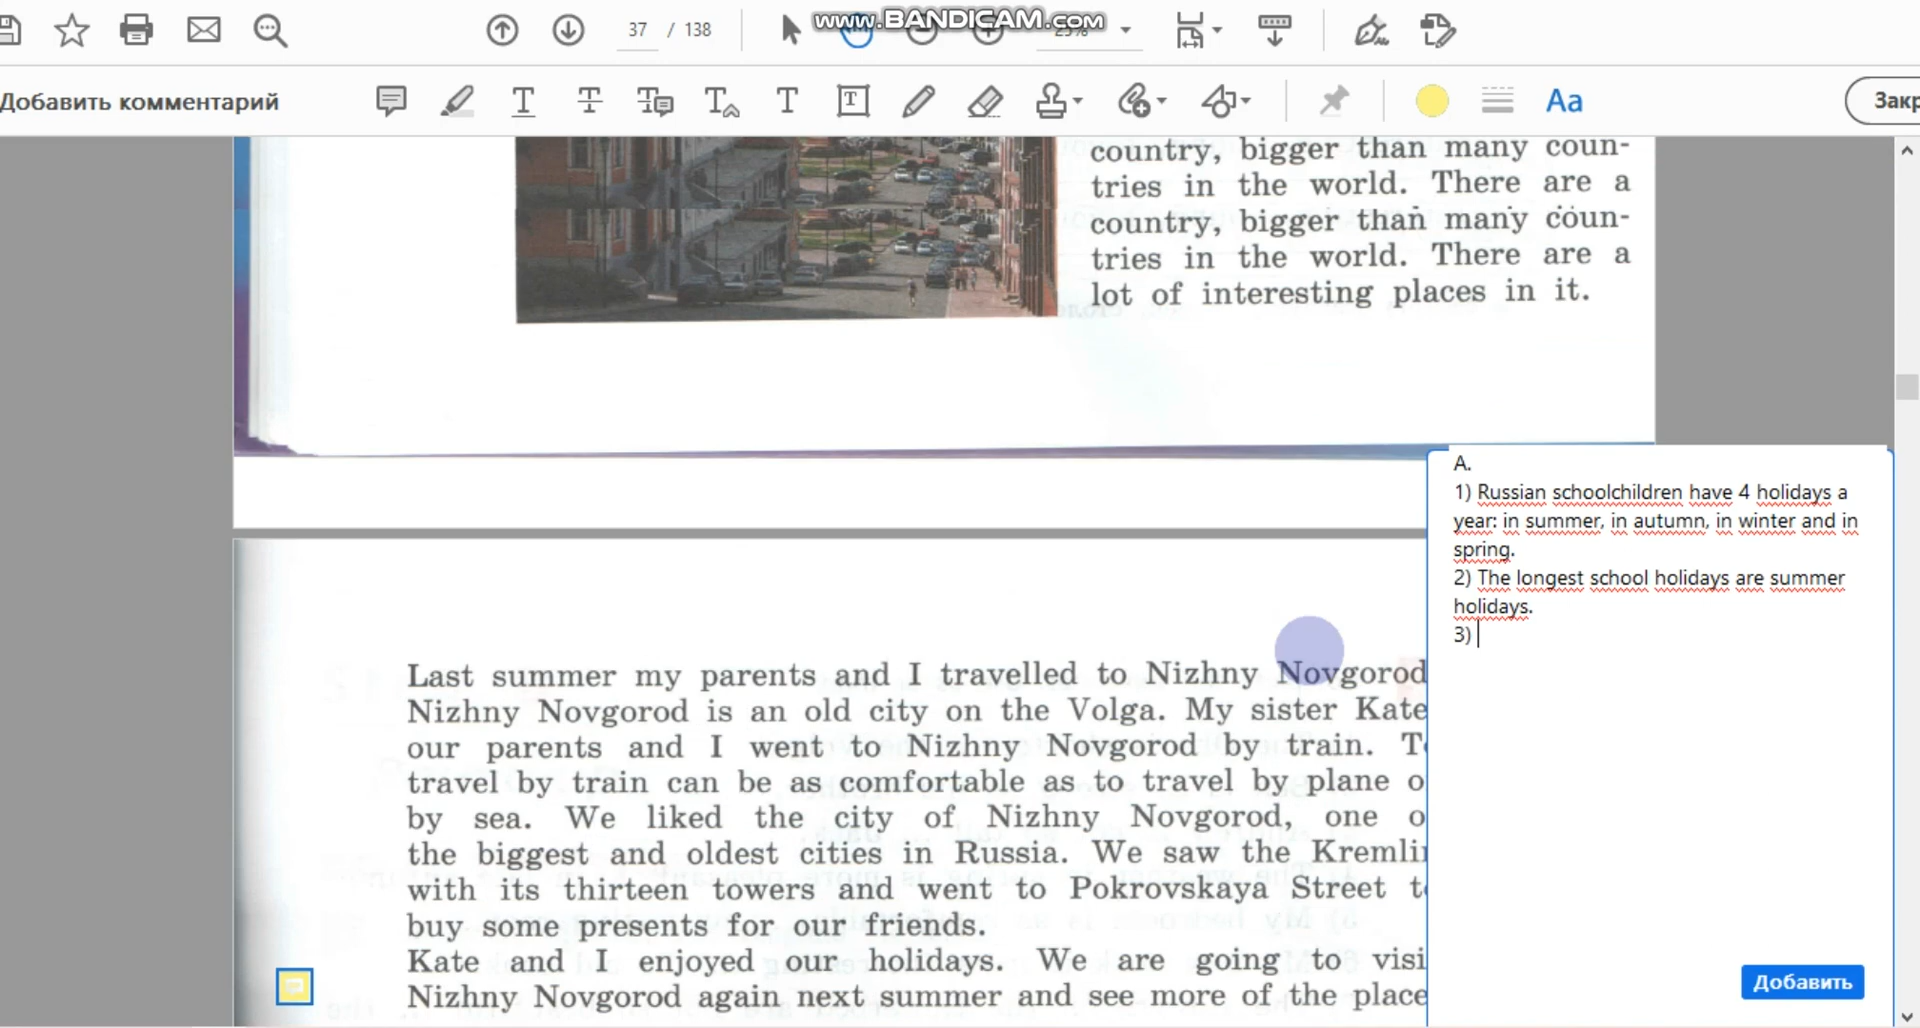 www.BANDICAM.com
37 / 138
25%
Добавить комментарий
Aa
Закр
country, bigger than many coun-
tries in the world. There are a
country, bigger than many coun-
tries in the world. There are a
lot of interesting places in it.
A.
1) Russian schoolchildren have 4 holidays a
year: in summer, in autumn, in winter and in
spring.
2) The longest school holidays are summer
holidays.
3)
Last summer my parents and I travelled to Nizhny Novgorod
Nizhny Novgorod is an old city on the Volga. My sister Kate
our parents and I went to Nizhny Novgorod by train. T
travel by train can be as comfortable as to travel by plane o
by sea. We liked the city of Nizhny Novgorod, one o
the biggest and oldest cities in Russia. We saw the Kremlin
with its thirteen towers and went to Pokrovskaya Street t
buy some presents for our friends.
Kate and I enjoyed our holidays. We are going to visi
Nizhny Novgorod again next summer and see more of the place
Добавить